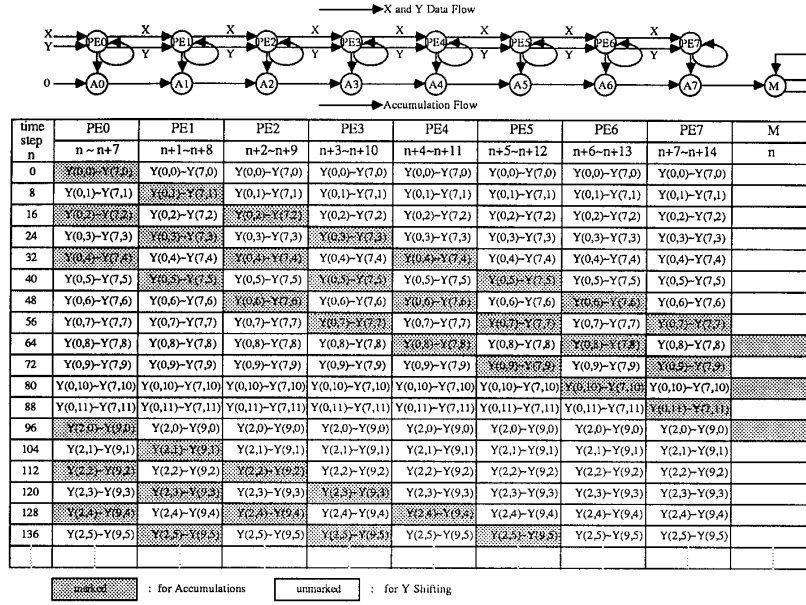 X and Y Data Flow
X X X X X X X X
Y Y Y Y Y Y Y Y
PE0 PE1 PE2 PE3 PE4 PE5 PE6 PE7
0 A0 A1 A2 A3 A4 A5 A6 A7 M
Accumulation Flow
time step n PE0 PE1 PE2 PE3 PE4 PE5 PE6 PE7 M
n~n+7 n+1~n+8 n+2~n+9 n+3~n+10 n+4~n+11 n+5~n+12 n+6~n+13 n+7~n+14 n
0 Y(0,0)~Y(7,0) Y(0,0)~Y(7,0) Y(0,0)~Y(7,0) Y(0,0)~Y(7,0) Y(0,0)~Y(7,0) Y(0,0)~Y(7,0) Y(0,0)~Y(7,0) Y(0,0)~Y(7,0)
8 Y(0,1)~Y(7,1) Y(0,1)~Y(7,1) Y(0,1)~Y(7,1) Y(0,1)~Y(7,1) Y(0,1)~Y(7,1) Y(0,1)~Y(7,1) Y(0,1)~Y(7,1) Y(0,1)~Y(7,1)
16 Y(0,2)~Y(7,2) Y(0,2)~Y(7,2) Y(0,2)~Y(7,2) Y(0,2)~Y(7,2) Y(0,2)~Y(7,2) Y(0,2)~Y(7,2) Y(0,2)~Y(7,2) Y(0,2)~Y(7,2)
24 Y(0,3)~Y(7,3) Y(0,3)~Y(7,3) Y(0,3)~Y(7,3) Y(0,3)~Y(7,3) Y(0,3)~Y(7,3) Y(0,3)~Y(7,3) Y(0,3)~Y(7,3) Y(0,3)~Y(7,3)
32 Y(0,4)~Y(7,4) Y(0,4)~Y(7,4) Y(0,4)~Y(7,4) Y(0,4)~Y(7,4) Y(0,4)~Y(7,4) Y(0,4)~Y(7,4) Y(0,4)~Y(7,4) Y(0,4)~Y(7,4)
40 Y(0,5)~Y(7,5) Y(0,5)~Y(7,5) Y(0,5)~Y(7,5) Y(0,5)~Y(7,5) Y(0,5)~Y(7,5) Y(0,5)~Y(7,5) Y(0,5)~Y(7,5) Y(0,5)~Y(7,5)
48 Y(0,6)~Y(7,6) Y(0,6)~Y(7,6) Y(0,6)~Y(7,6) Y(0,6)~Y(7,6) Y(0,6)~Y(7,6) Y(0,6)~Y(7,6) Y(0,6)~Y(7,6) Y(0,6)~Y(7,6)
56 Y(0,7)~Y(7,7) Y(0,7)~Y(7,7) Y(0,7)~Y(7,7) Y(0,7)~Y(7,7) Y(0,7)~Y(7,7) Y(0,7)~Y(7,7) Y(0,7)~Y(7,7) Y(0,7)~Y(7,7)
64 Y(0,8)~Y(7,8) Y(0,8)~Y(7,8) Y(0,8)~Y(7,8) Y(0,8)~Y(7,8) Y(0,8)~Y(7,8) Y(0,8)~Y(7,8) Y(0,8)~Y(7,8) Y(0,8)~Y(7,8)
72 Y(0,9)~Y(7,9) Y(0,9)~Y(7,9) Y(0,9)~Y(7,9) Y(0,9)~Y(7,9) Y(0,9)~Y(7,9) Y(0,9)~Y(7,9) Y(0,9)~Y(7,9) Y(0,9)~Y(7,9)
80 Y(0,10)~Y(7,10) Y(0,10)~Y(7,10) Y(0,10)~Y(7,10) Y(0,10)~Y(7,10) Y(0,10)~Y(7,10) Y(0,10)~Y(7,10) Y(0,10)~Y(7,10) Y(0,10)~Y(7,10)
88 Y(0,11)~Y(7,11) Y(0,11)~Y(7,11) Y(0,11)~Y(7,11) Y(0,11)~Y(7,11) Y(0,11)~Y(7,11) Y(0,11)~Y(7,11) Y(0,11)~Y(7,11) Y(0,11)~Y(7,11)
96 Y(2,0)~Y(9,0) Y(2,0)~Y(9,0) Y(2,0)~Y(9,0) Y(2,0)~Y(9,0) Y(2,0)~Y(9,0) Y(2,0)~Y(9,0) Y(2,0)~Y(9,0) Y(2,0)~Y(9,0)
104 Y(2,1)~Y(9,1) Y(2,1)~Y(9,1) Y(2,1)~Y(9,1) Y(2,1)~Y(9,1) Y(2,1)~Y(9,1) Y(2,1)~Y(9,1) Y(2,1)~Y(9,1) Y(2,1)~Y(9,1)
112 Y(2,2)~Y(9,2) Y(2,2)~Y(9,2) Y(2,2)~Y(9,2) Y(2,2)~Y(9,2) Y(2,2)~Y(9,2) Y(2,2)~Y(9,2) Y(2,2)~Y(9,2) Y(2,2)~Y(9,2)
120 Y(2,3)~Y(9,3) Y(2,3)~Y(9,3) Y(2,3)~Y(9,3) Y(2,3)~Y(9,3) Y(2,3)~Y(9,3) Y(2,3)~Y(9,3) Y(2,3)~Y(9,3) Y(2,3)~Y(9,3)
128 Y(2,4)~Y(9,4) Y(2,4)~Y(9,4) Y(2,4)~Y(9,4) Y(2,4)~Y(9,4) Y(2,4)~Y(9,4) Y(2,4)~Y(9,4) Y(2,4)~Y(9,4) Y(2,4)~Y(9,4)
136 Y(2,5)~Y(9,5) Y(2,5)~Y(9,5) Y(2,5)~Y(9,5) Y(2,5)~Y(9,5) Y(2,5)~Y(9,5) Y(2,5)~Y(9,5) Y(2,5)~Y(9,5) Y(2,5)~Y(9,5)
marked : for Accumulations unmarked : for Y Shifting